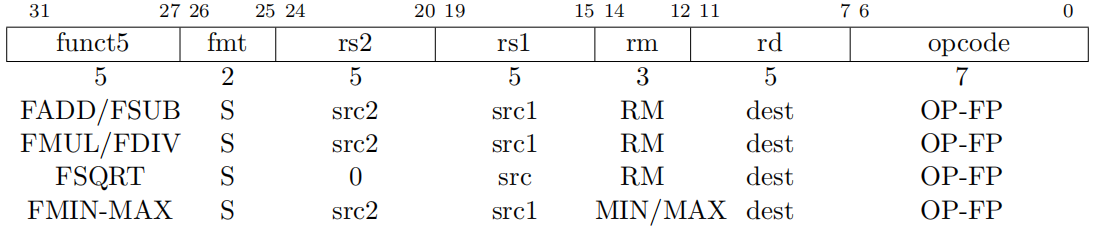 31 27 26 25 24 20 19 15 14 12 11 7 6 0
funct5 fmt rs2 rs1 rm rd opcode
5 2 5 5 3 5 7
FADD/FSUB S src2 src1 RM dest OP-FP
FMUL/FDIV S src2 src1 RM dest OP-FP
FSQRT S 0 src RM dest OP-FP
FMIN-MAX S src2 src1 MIN/MAX dest OP-FP